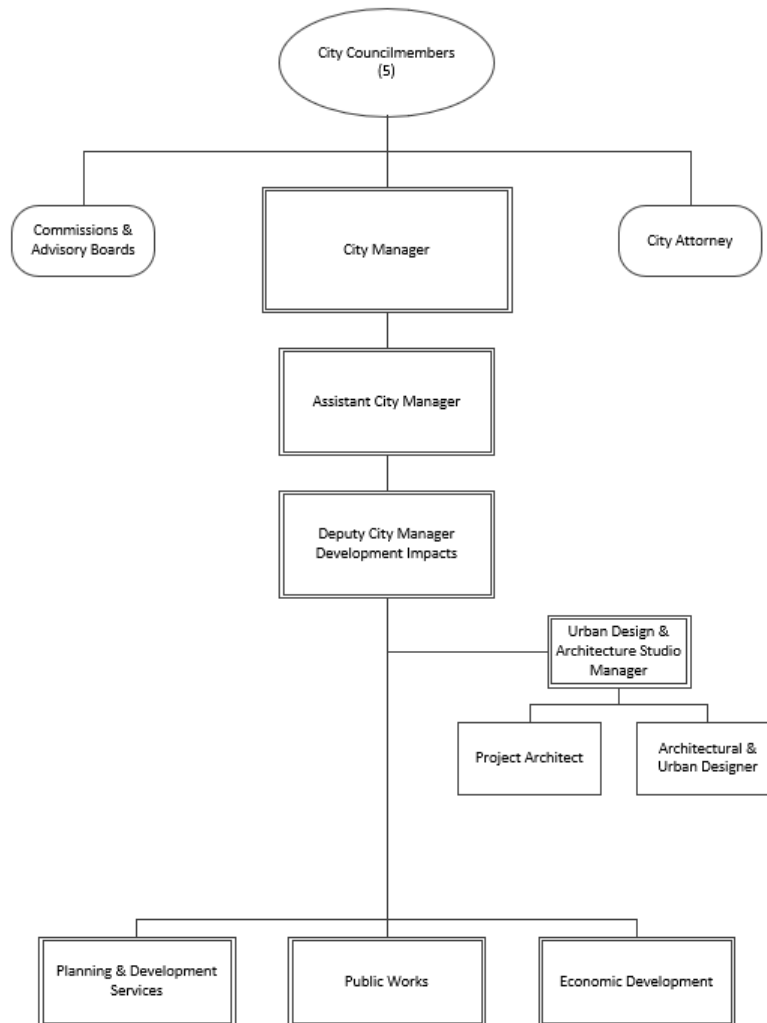 City Councilmembers
(5)
Commissions &
Advisory Boards
City Manager
City Attorney
Assistant City Manager
Deputy City Manager
Development Impacts
Urban Design &
Architecture Studio
Manager
Project Architect
Architectural &
Urban Designer
Planning & Development
Services
Public Works
Economic Development